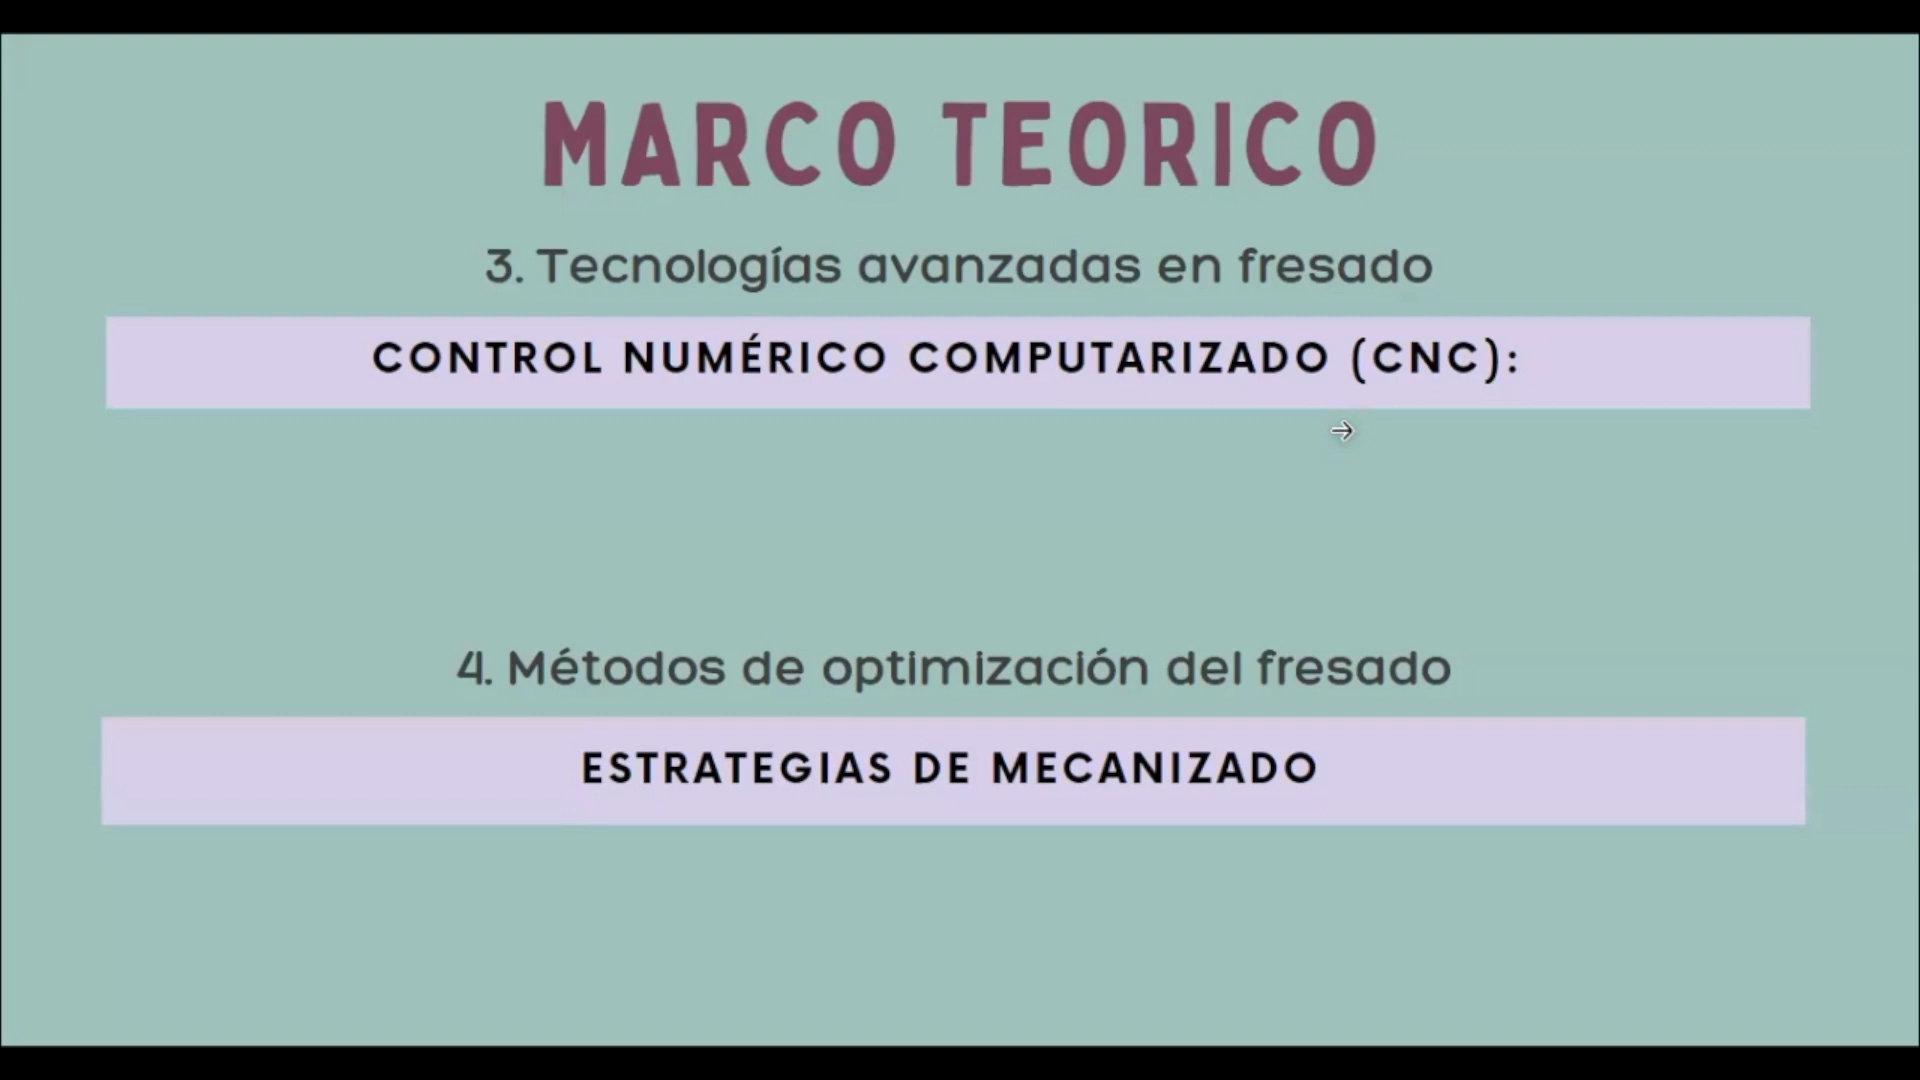 MARCO TEORICO
3. Tecnologías avanzadas en fresado
CONTROL NUMÉRICO COMPUTARIZADO (CNC):
4. Métodos de optimización del fresado
ESTRATEGIAS DE MECANIZADO